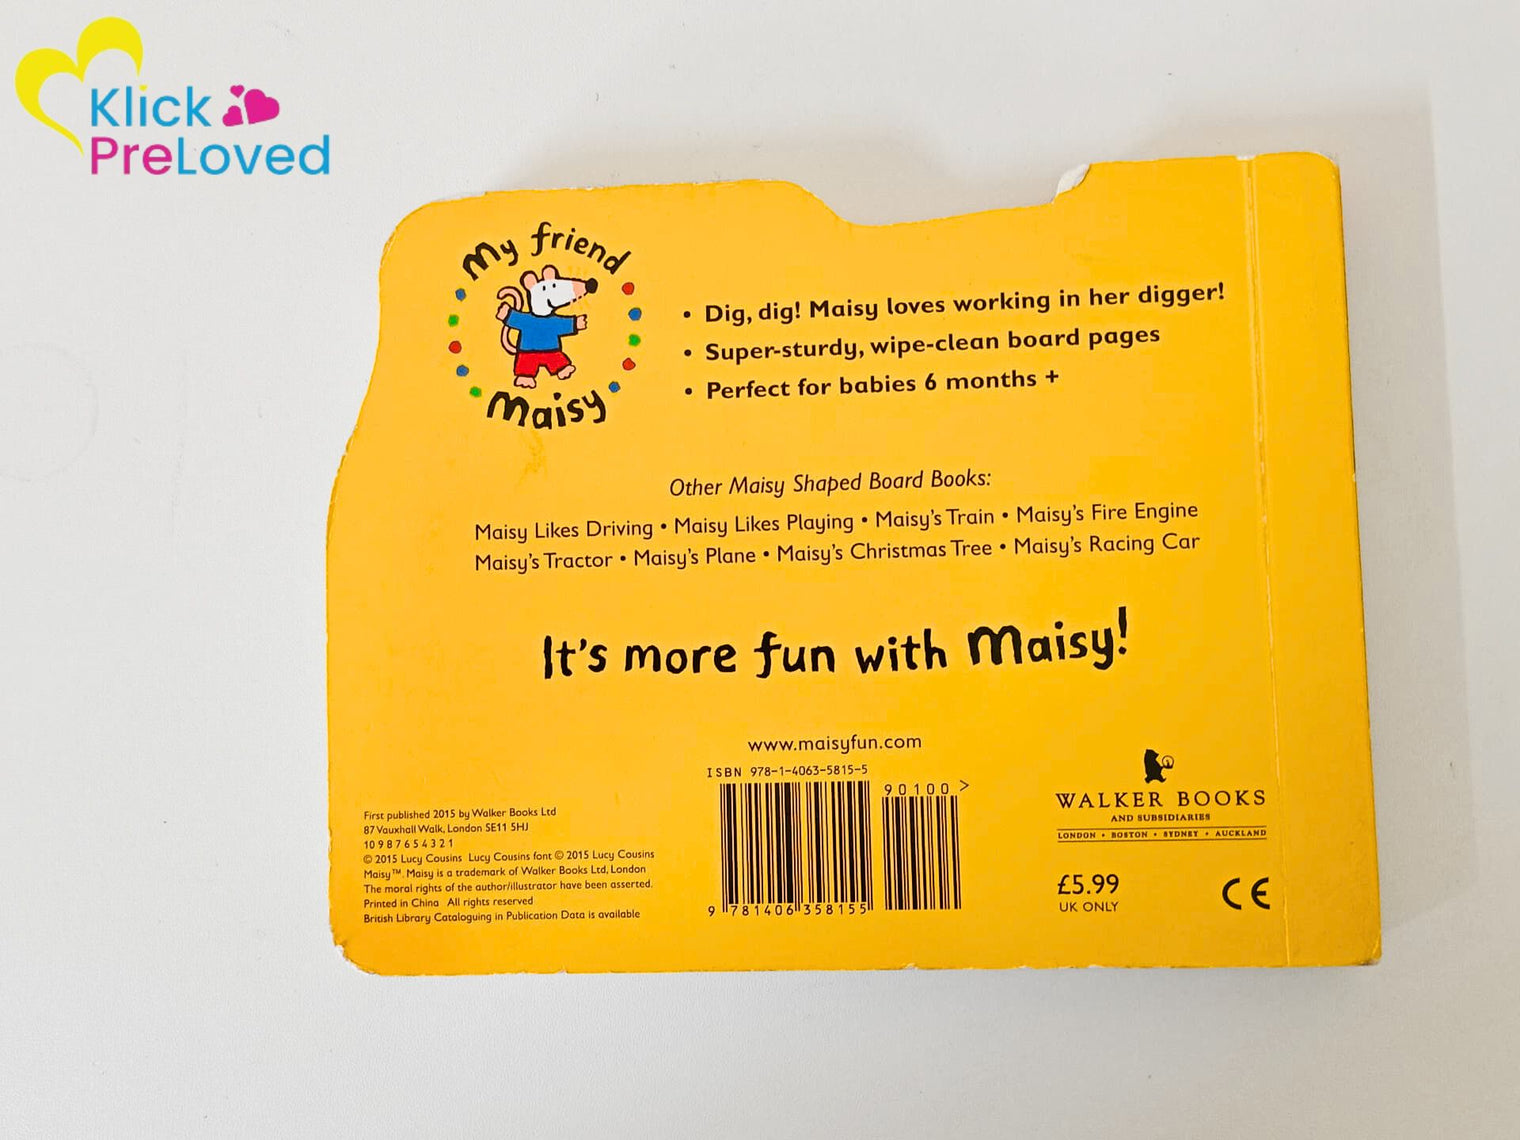 Klick
PreLoved
My friend
Maisy
• Dig, dig! Maisy loves working in her digger!
• Super-sturdy, wipe-clean board pages
• Perfect for babies 6 months +
Other Maisy Shaped Board Books:
Maisy Likes Driving • Maisy Likes Playing • Maisy's Train • Maisy's Fire Engine
Maisy's Tractor • Maisy's Plane • Maisy's Christmas Tree • Maisy's Racing Car
It's more fun with Maisy!
www.maisyfun.com
ISBN 978-1-4063-5815-5
90100 >
9 781406 358155
First published 2015 by Walker Books Ltd
87 Vauxhall Walk, London SE11 5HJ
10 9 8 7 6 5 4 3 2 1
© 2015 Lucy Cousins Lucy Cousins font © 2015 Lucy Cousins
Maisy™. Maisy is a trademark of Walker Books Ltd, London
The moral rights of the author/illustrator have been asserted.
Printed in China All rights reserved
British Library Cataloguing in Publication Data is available
WALKER BOOKS
AND SUBSIDIARIES
LONDON • BOSTON • SYDNEY • AUCKLAND
£5.99
UK ONLY
CE